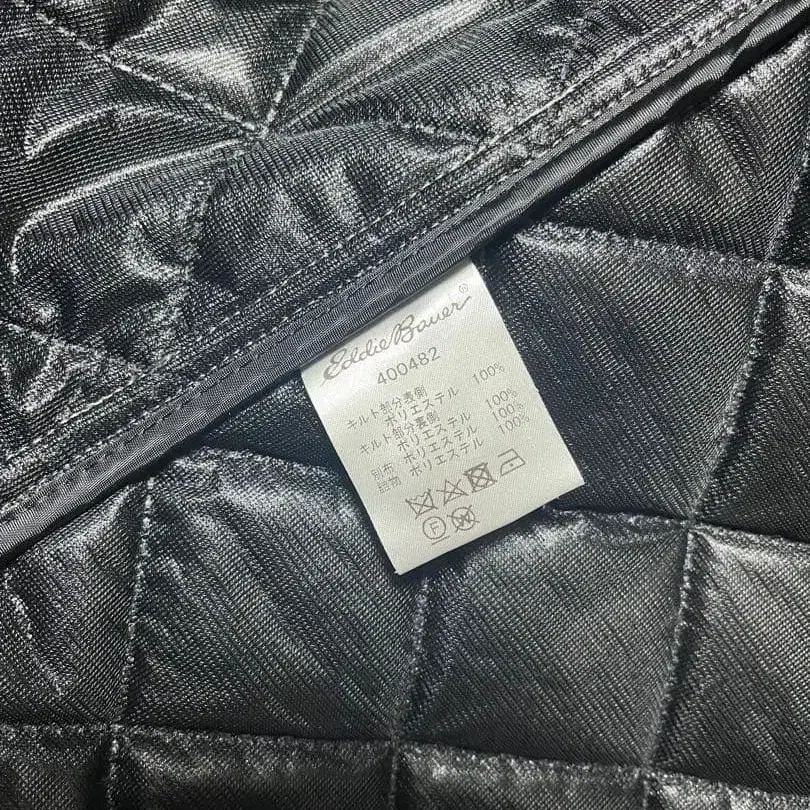 Eddie Bauer®
400482
キルト部分表側
ポリエステル 100%
キルト部分裏側
ポリエステル 100%
別布 ポリエステル 100%
詰物 ポリエステル 100%
F